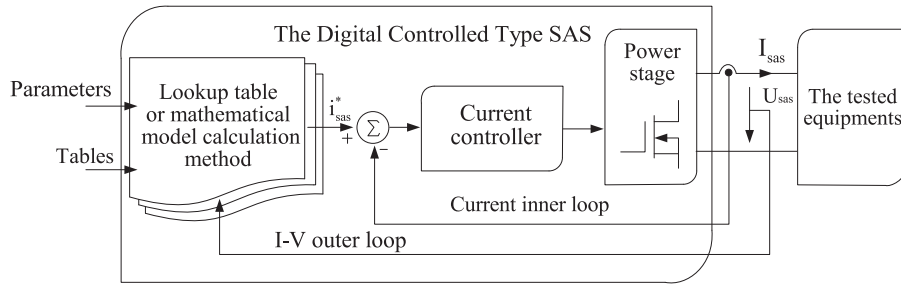 The Digital Controlled Type SAS
Parameters
Tables
Lookup table
or mathematical
model calculation
method
i*sas
+
Σ
−
Current
controller
Power
stage
Isas
Usas
The tested
equipments
Current inner loop
I-V outer loop